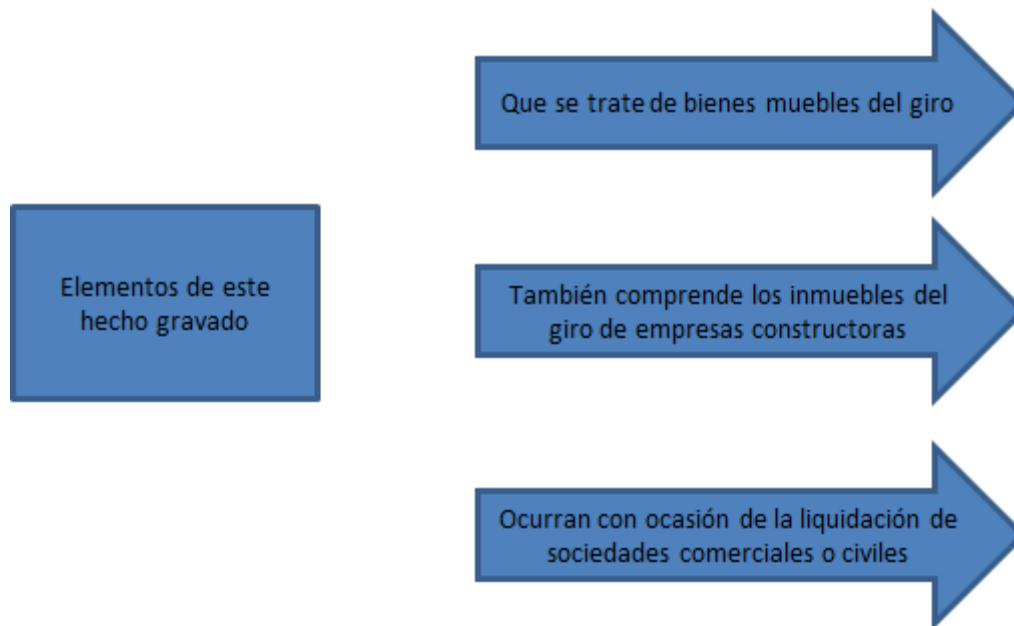 Que se trate de bienes muebles del giro
Elementos de este
hecho gravado
También comprende los inmuebles del
giro de empresas constructoras
Ocurran con ocasión de la liquidación de
sociedades comerciales o civiles